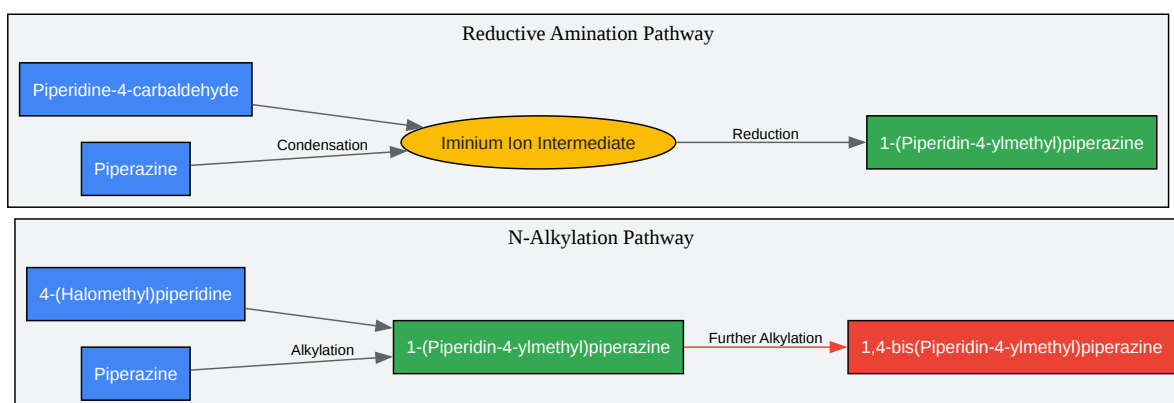 Reductive Amination Pathway
Piperidine-4-carbaldehyde
Piperazine
Condensation
Iminium Ion Intermediate
Reduction
1-(Piperidin-4-ylmethyl)piperazine
N-Alkylation Pathway
4-(Halomethyl)piperidine
Piperazine
Alkylation
1-(Piperidin-4-ylmethyl)piperazine
Further Alkylation
1,4-bis(Piperidin-4-ylmethyl)piperazine